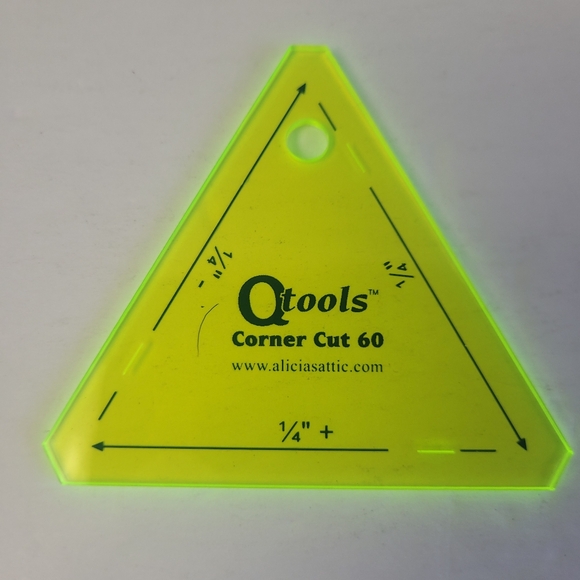 1/4" -
1/4"
Qtools™
Corner Cut 60
www.aliciasattic.com
1/4" +